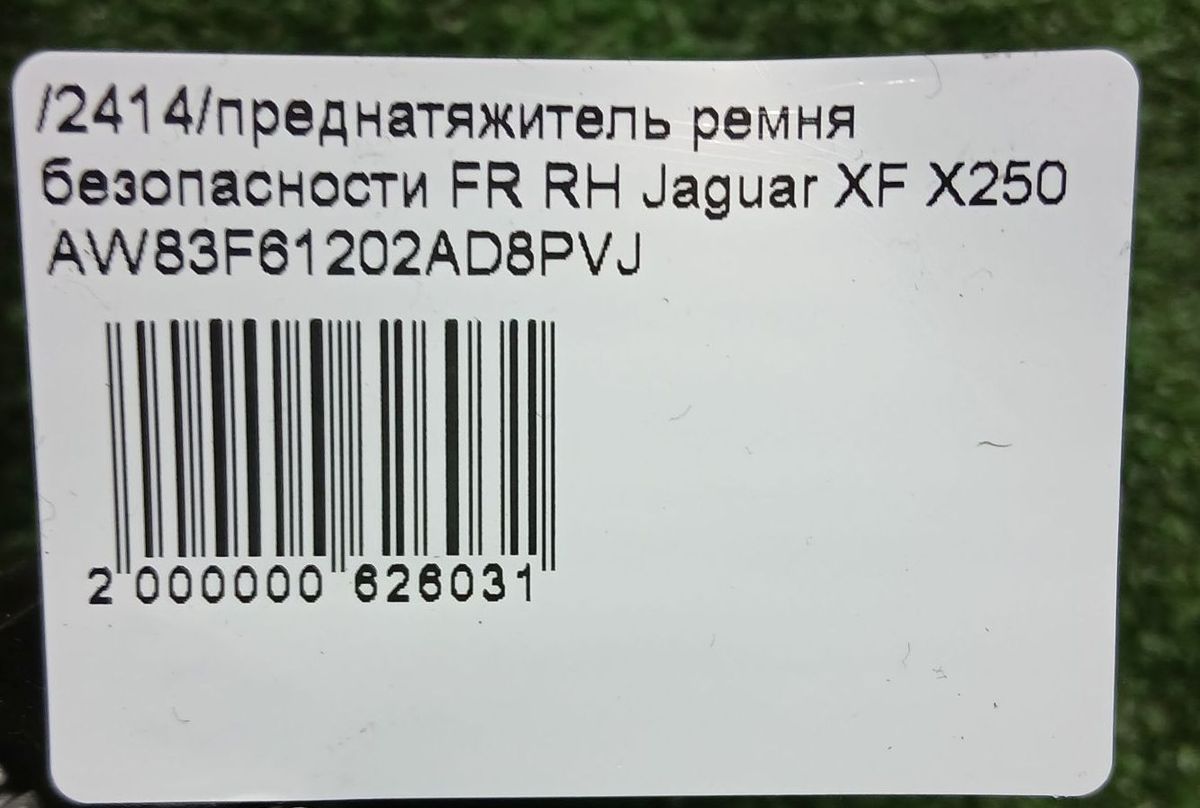 /2414/преднатяжитель ремня
безопасности FR RH Jaguar XF X250
AW83F61202AD8PVJ
2 000000 626031